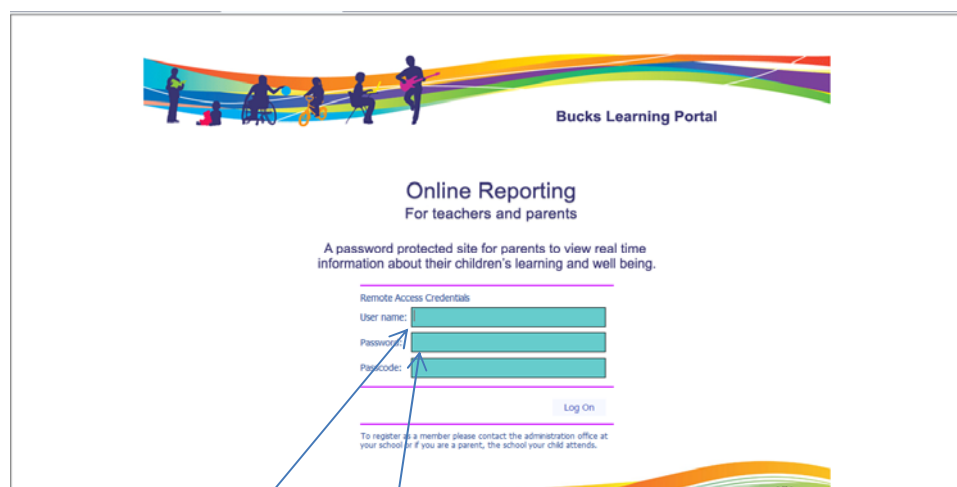 Bucks Learning Portal
Online Reporting
For teachers and parents
A password protected site for parents to view real time
information about their children's learning and well being.
Remote Access Credentials
User name:
Password:
Passcode:
Log On
To register as a member please contact the administration office at
your school or if you are a parent, the school your child attends.